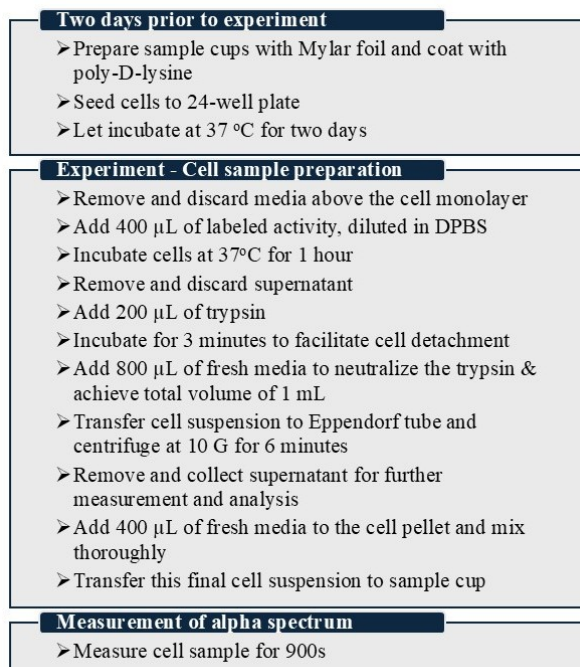 Two days prior to experiment
➢Prepare sample cups with Mylar foil and coat with
poly-D-lysine
➢Seed cells to 24-well plate
➢Let incubate at 37 ºC for two days
Experiment - Cell sample preparation
➢Remove and discard media above the cell monolayer
➢Add 400 µL of labeled activity, diluted in DPBS
➢Incubate cells at 37ºC for 1 hour
➢Remove and discard supernatant
➢Add 200 µL of trypsin
➢Incubate for 3 minutes to facilitate cell detachment
➢Add 800 µL of fresh media to neutralize the trypsin &
achieve total volume of 1 mL
➢Transfer cell suspension to Eppendorf tube and
centrifuge at 10 G for 6 minutes
➢Remove and collect supernatant for further
measurement and analysis
➢Add 400 µL of fresh media to the cell pellet and mix
thoroughly
➢Transfer this final cell suspension to sample cup
Measurement of alpha spectrum
➢Measure cell sample for 900s